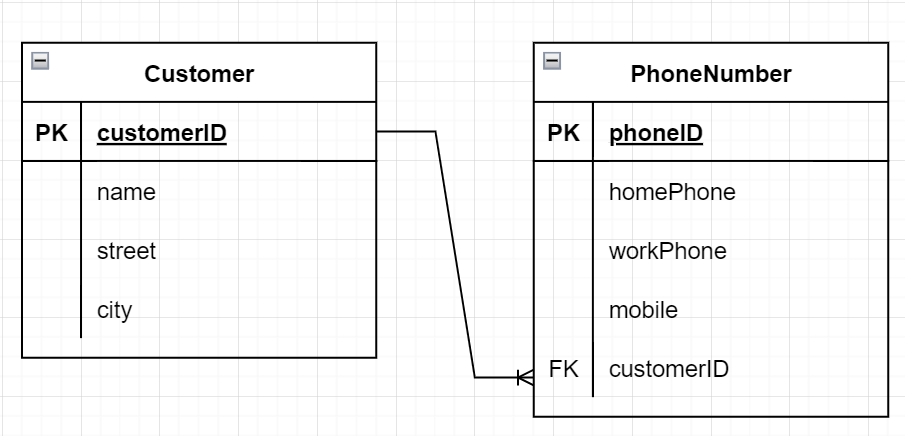 Customer
PK customerID
name
street
city
PhoneNumber
PK phoneID
homePhone
workPhone
mobile
FK customerID